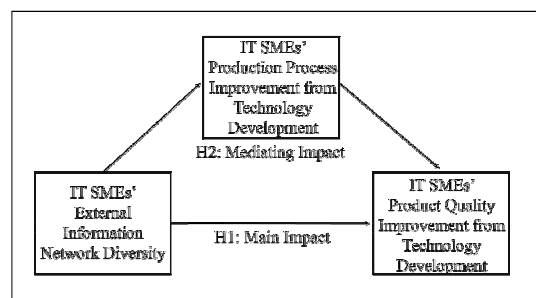 IT SMEs'
Production Process
Improvement from
Technology
Development
H2: Mediating Impact
IT SMEs'
External
Information
Network Diversity
H1: Main Impact
IT SMEs'
Product Quality
Improvement from
Technology
Development